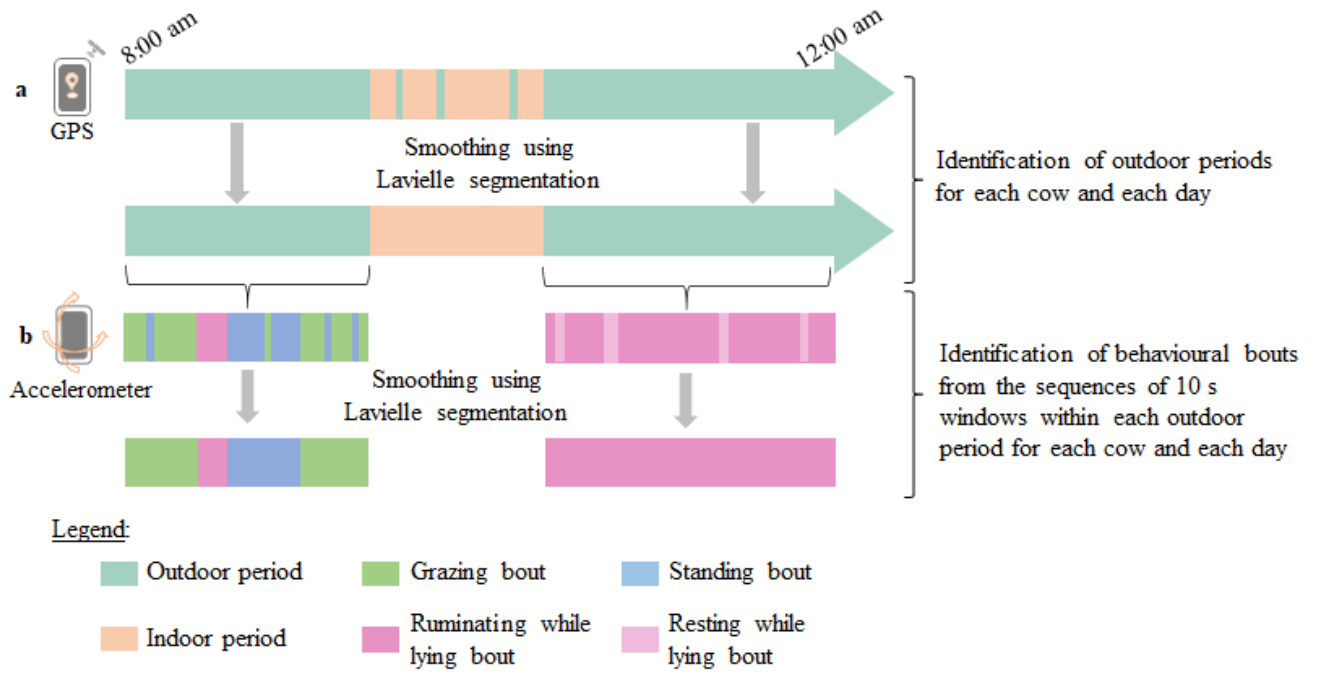 8:00 am
12:00 am
a
GPS
Smoothing using
Lavielle segmentation
Identification of outdoor periods
for each cow and each day
b
Accelerometer
Smoothing using
Lavielle segmentation
Identification of behavioural bouts
from the sequences of 10 s
windows within each outdoor
period for each cow and each day
Legend:
Outdoor period
Grazing bout
Standing bout
Indoor period
Ruminating while
lying bout
Resting while
lying bout